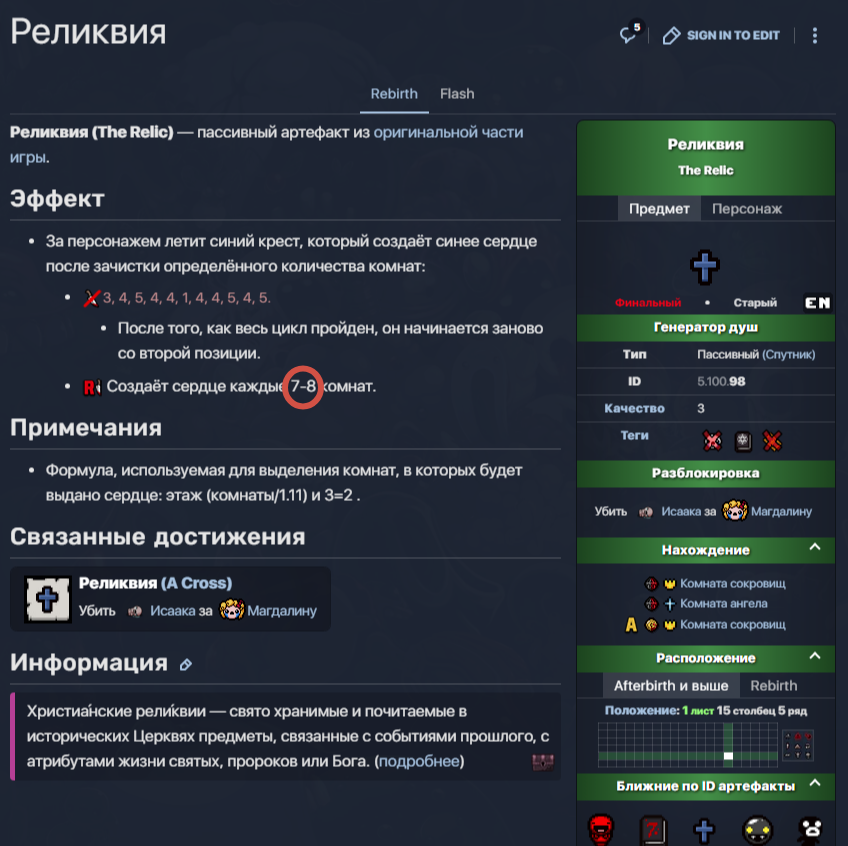 Реликвия
5
SIGN IN TO EDIT
Rebirth
Flash
Реликвия (The Relic) — пассивный артефакт из оригинальной части
игры.
Эффект
За персонажем летит синий крест, который создаёт синее сердце
после зачистки определённого количества комнат:
3, 4, 5, 4, 4, 1, 4, 4, 5, 4, 5.
После того, как весь цикл пройден, он начинается заново
со второй позиции.
Создаёт сердце каждые 7-8 комнат.
Примечания
Формула, используемая для выделения комнат, в которых будет
выдано сердце: этаж (комнаты/1.11) и 3=2 .
Связанные достижения
Реликвия (A Cross)
Убить Исаака за Магдалину
Информация
Христиа́нские рели́квии — свято хранимые и почитаемые в
исторических Церквях предметы, связанные с событиями прошлого, с
атрибутами жизни святых, пророков или Бога. (подробнее)
Реликвия
The Relic
Предмет
Персонаж
Финальный • Старый EN
Генератор душ
Тип Пассивный (Спутник)
ID 5.100.98
Качество 3
Теги
Разблокировка
Убить Исаака за Магдалину
Нахождение
Комната сокровищ
Комната ангела
A Комната сокровищ
Расположение
Afterbirth и выше
Rebirth
Положение: 1 лист 15 столбец 5 ряд
Ближние по ID артефакты